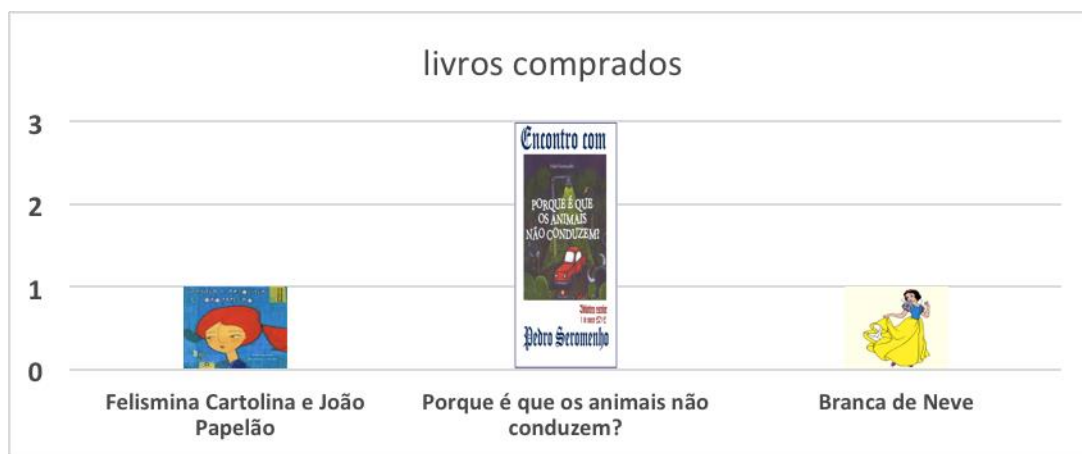 livros comprados
3
2
1
0
Encontro com
PORQUE É QUE
OS ANIMAIS
NÃO CONDUZEM?
Pedro Seromenho
Felismina Cartolina e João
Papelão
Porque é que os animais não
conduzem?
Branca de Neve